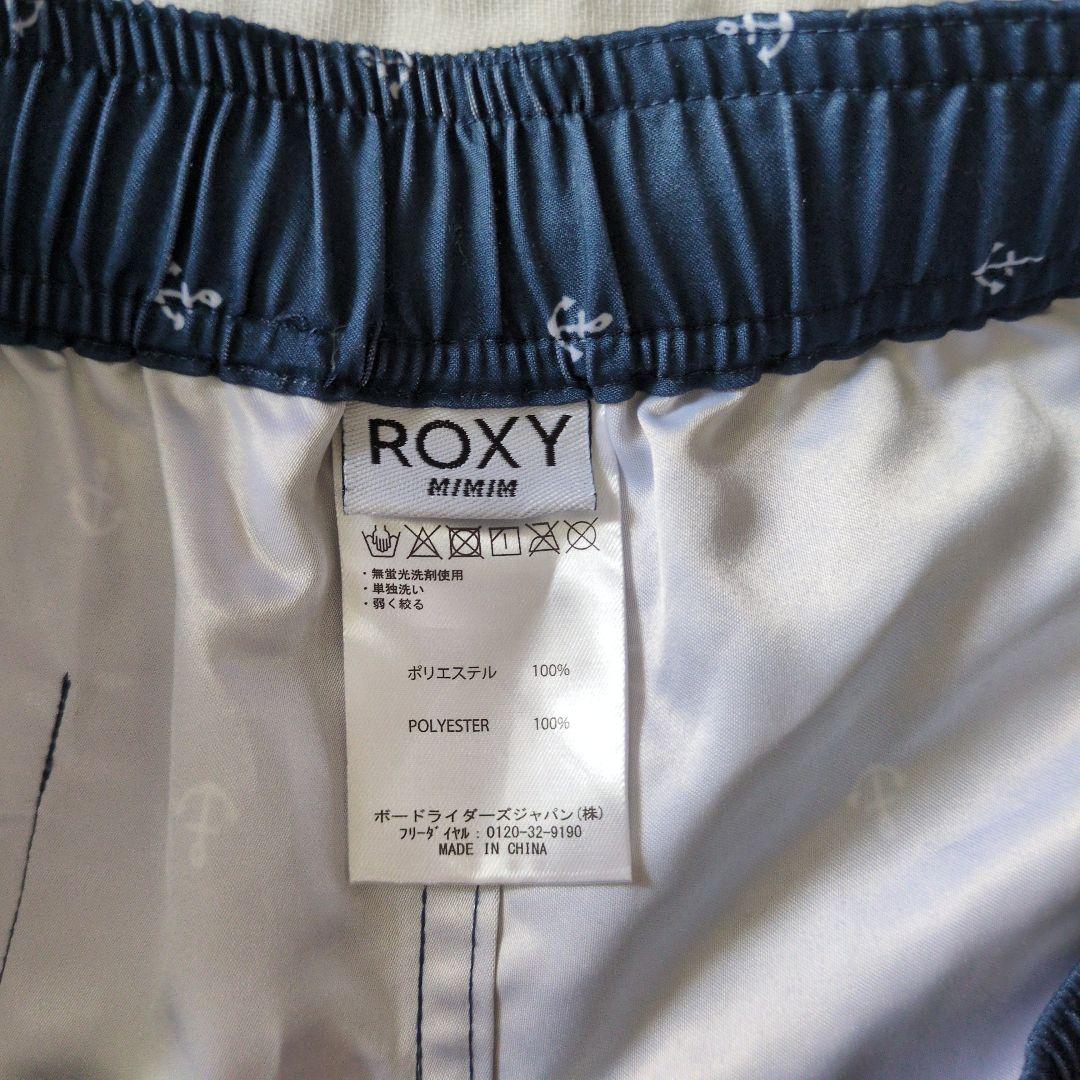 ROXY
MIMIM
・無蛍光洗剤使用
・単独洗い
・弱く絞る
ポリエステル 100%
POLYESTER 100%
ボードライダーズジャパン(株)
フリーダイヤル : 0120-32-9190
MADE IN CHINA